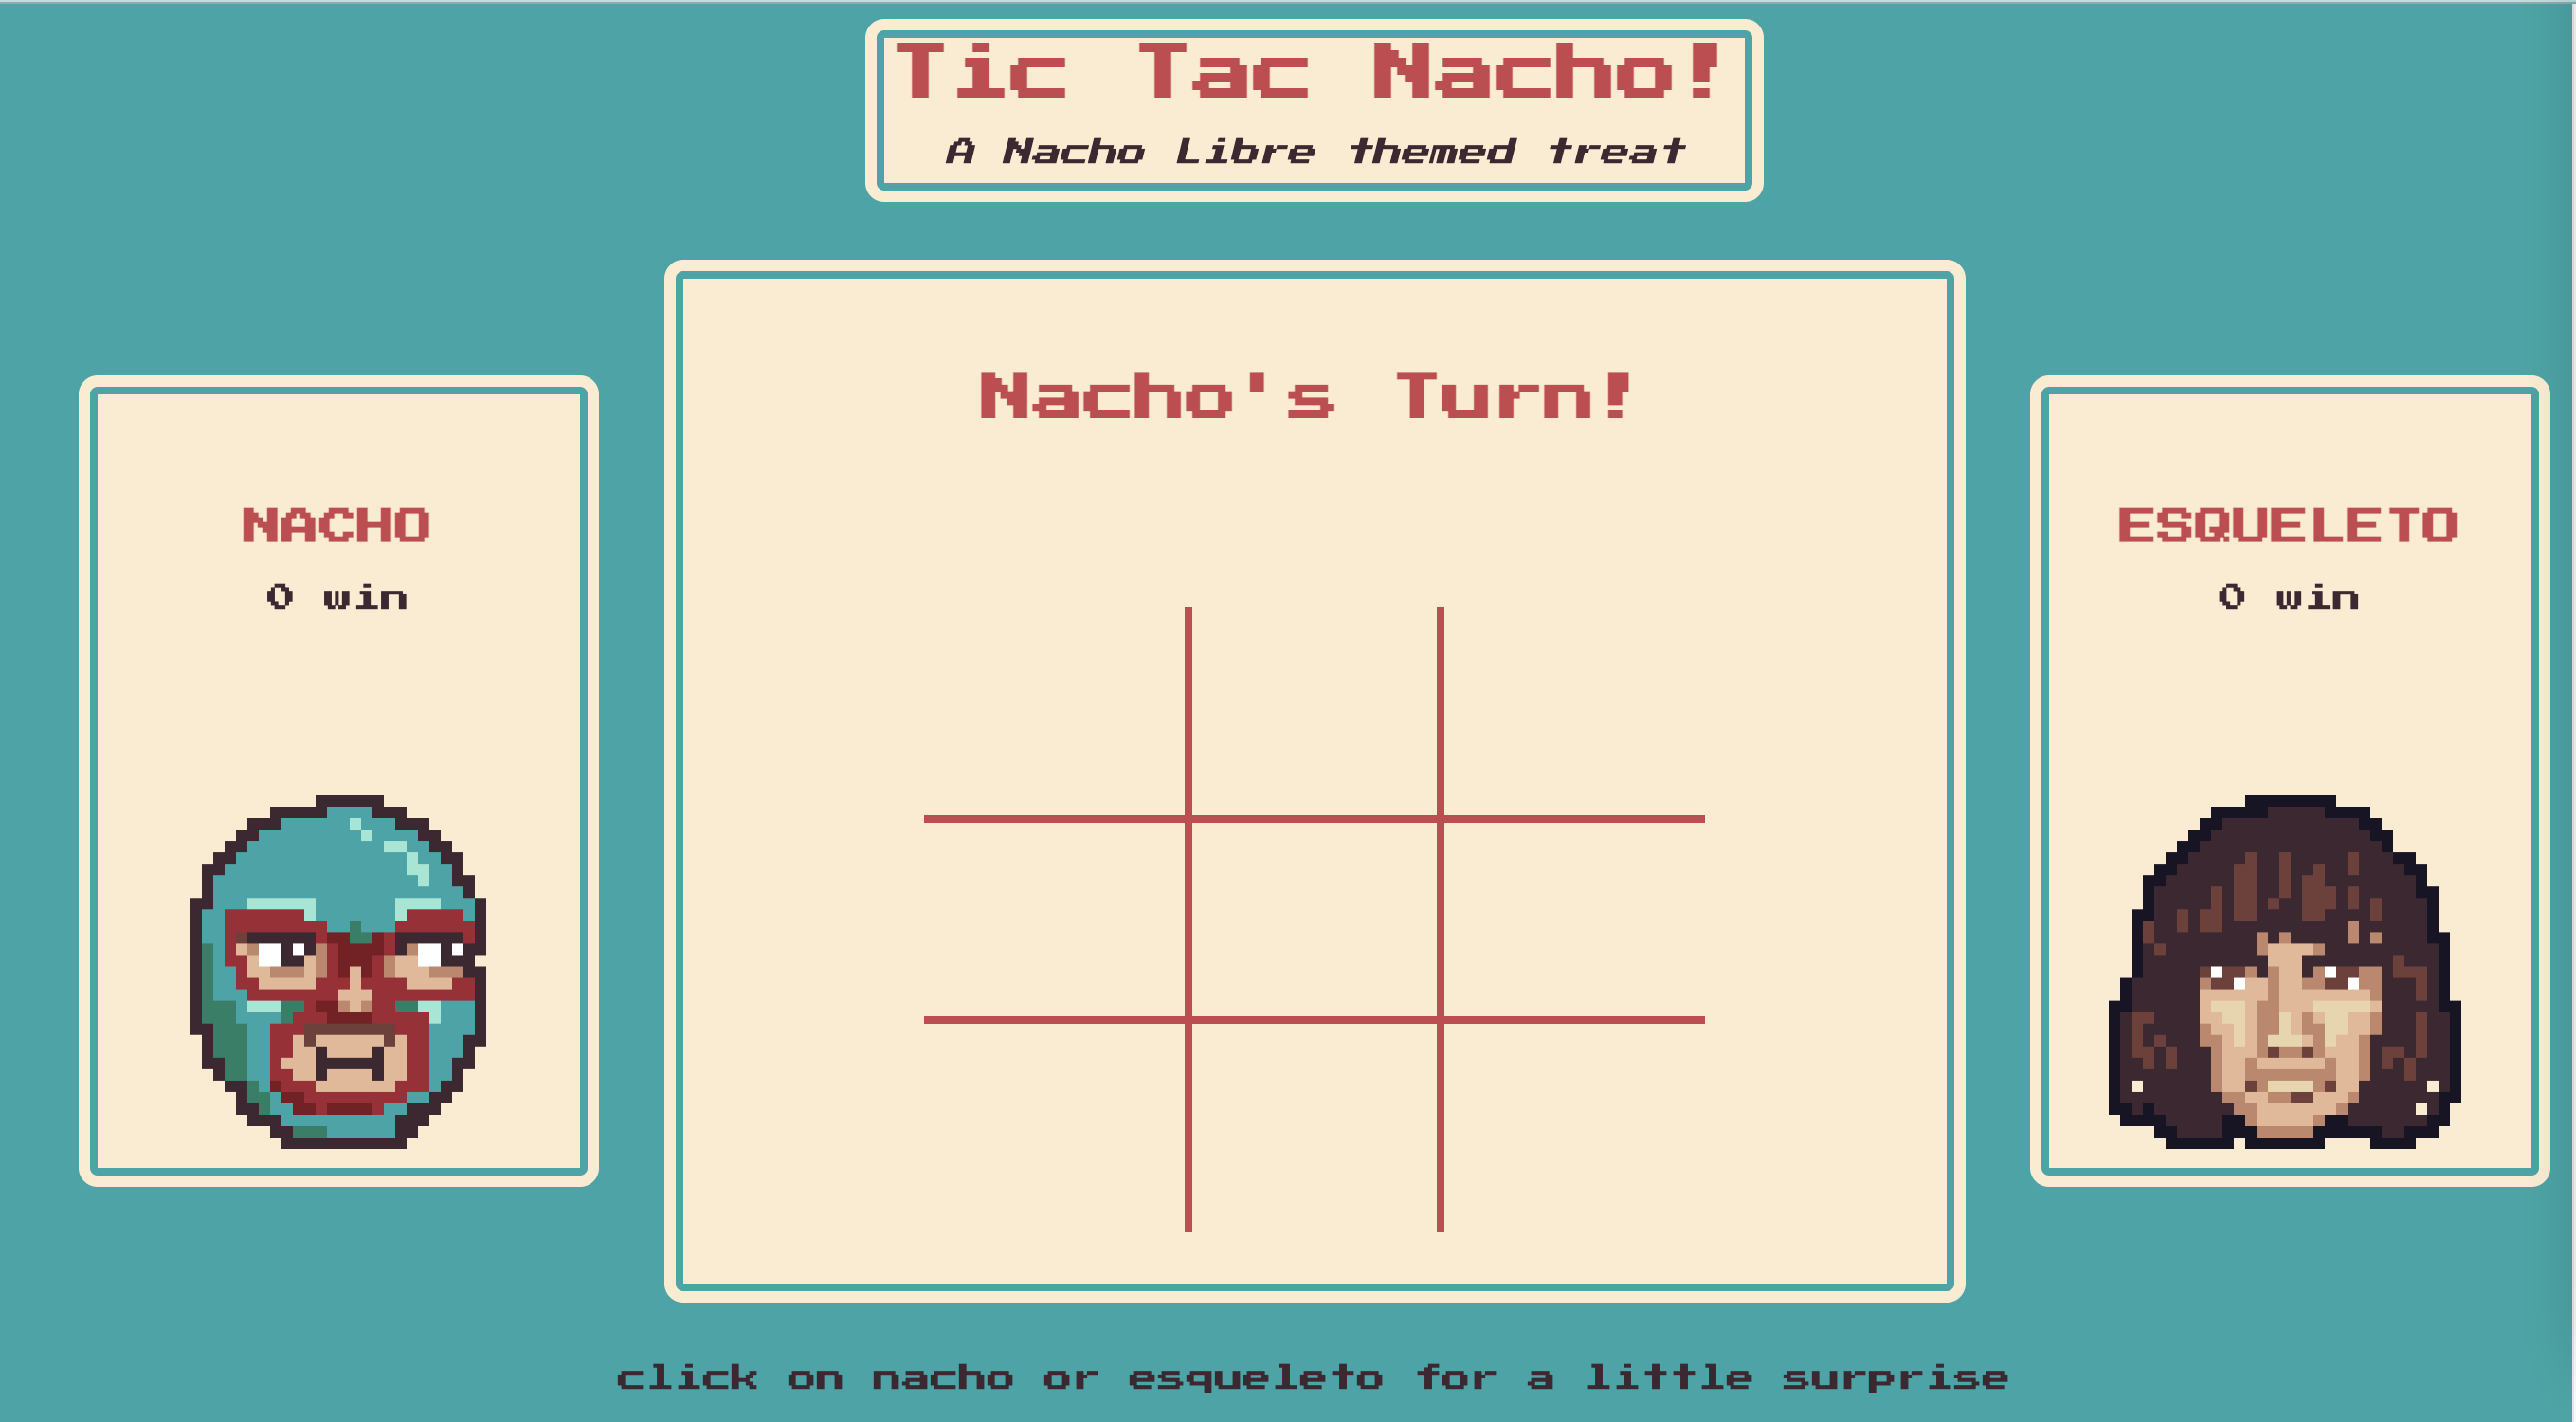 Tic Tac Nacho!
A Nacho Libre themed treat
Nacho's Turn!
NACHO
0 win
ESQUELETO
0 win
click on nacho or esqueleto for a little surprise